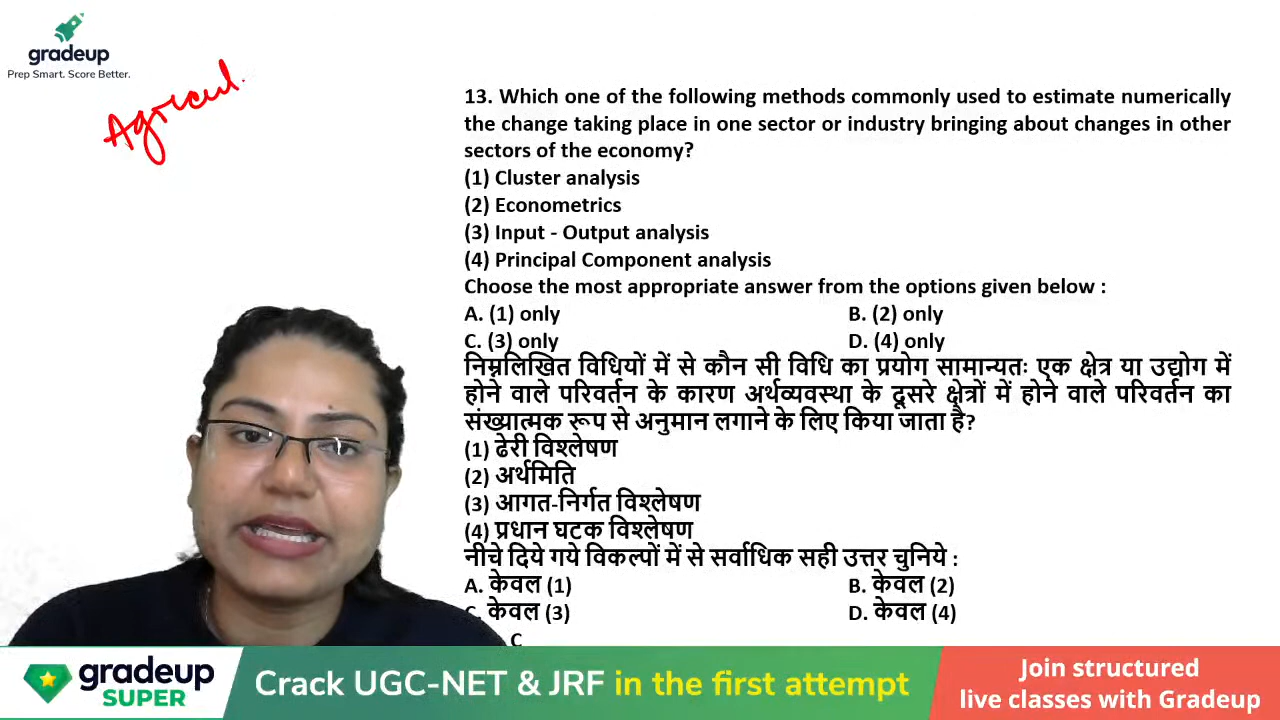 gradeup
Prep Smart. Score Better.
Agricul
13. Which one of the following methods commonly used to estimate numerically
the change taking place in one sector or industry bringing about changes in other
sectors of the economy?
(1) Cluster analysis
(2) Econometrics
(3) Input - Output analysis
(4) Principal Component analysis
Choose the most appropriate answer from the options given below :
A. (1) only B. (2) only
C. (3) only D. (4) only
निम्नलिखित विधियों में से कौन सी विधि का प्रयोग सामान्यतः एक क्षेत्र या उद्योग में
होने वाले परिवर्तन के कारण अर्थव्यवस्था के दूसरे क्षेत्रों में होने वाले परिवर्तन का
संख्यात्मक रूप से अनुमान लगाने के लिए किया जाता है?
(1) ढेरी विश्लेषण
(2) अर्थमिति
(3) आगत-निर्गत विश्लेषण
(4) प्रधान घटक विश्लेषण
नीचे दिये गये विकल्पों में से सर्वाधिक सही उत्तर चुनिये :
A. केवल (1) B. केवल (2)
C. केवल (3) D. केवल (4)
C
gradeup
SUPER
Crack UGC-NET & JRF in the first attempt
Join structured
live classes with Gradeup